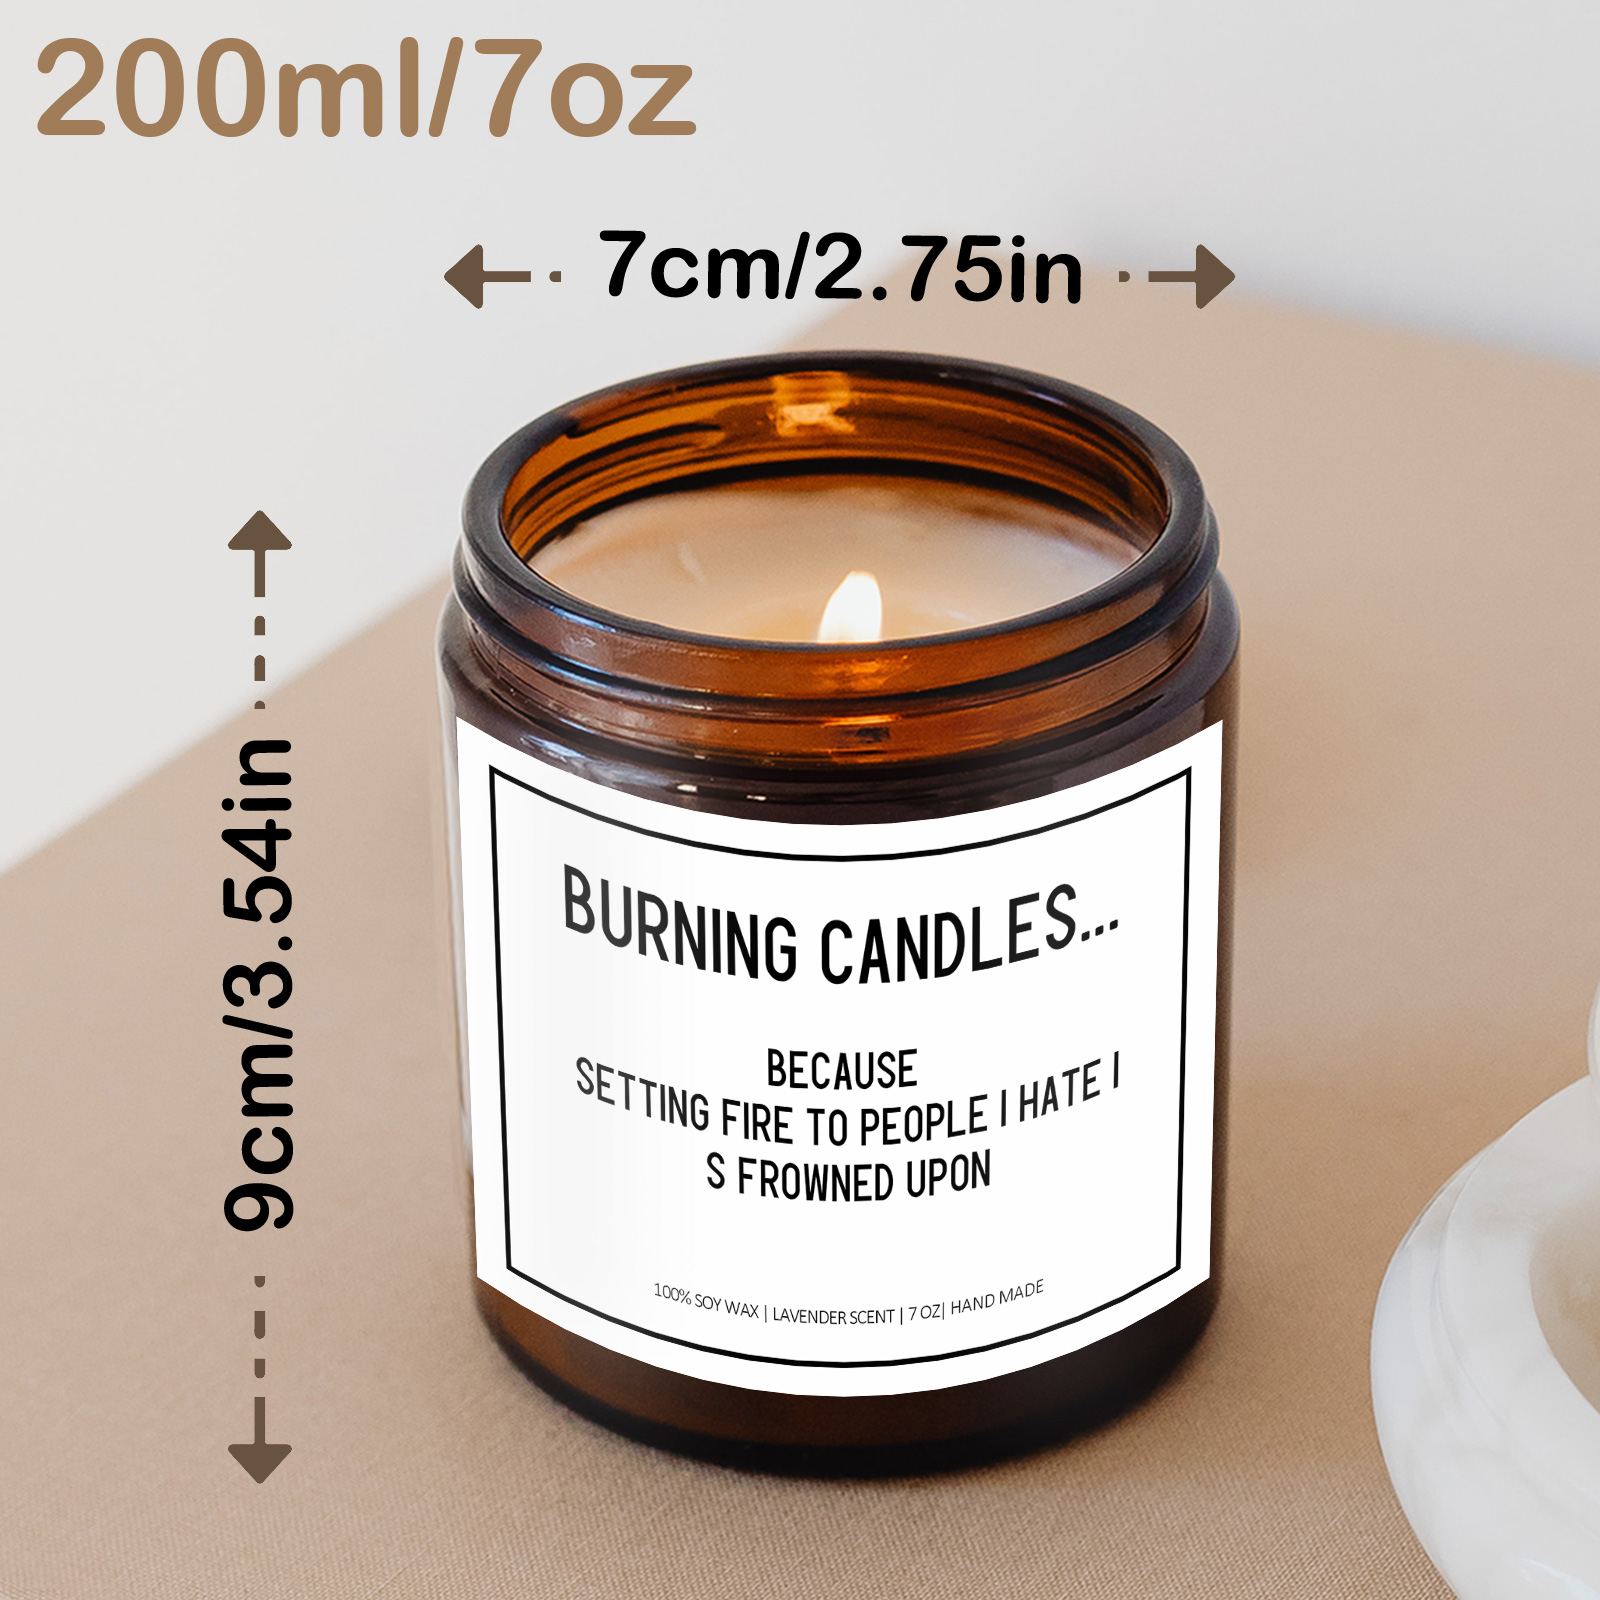 200ml/7oz
7cm/2.75in
9cm/3.54in
BURNING CANDLES...
BECAUSE
SETTING FIRE TO PEOPLE I HATE I
S FROWNED UPON
100% SOY WAX | LAVENDER SCENT | 7 OZ| HAND MADE